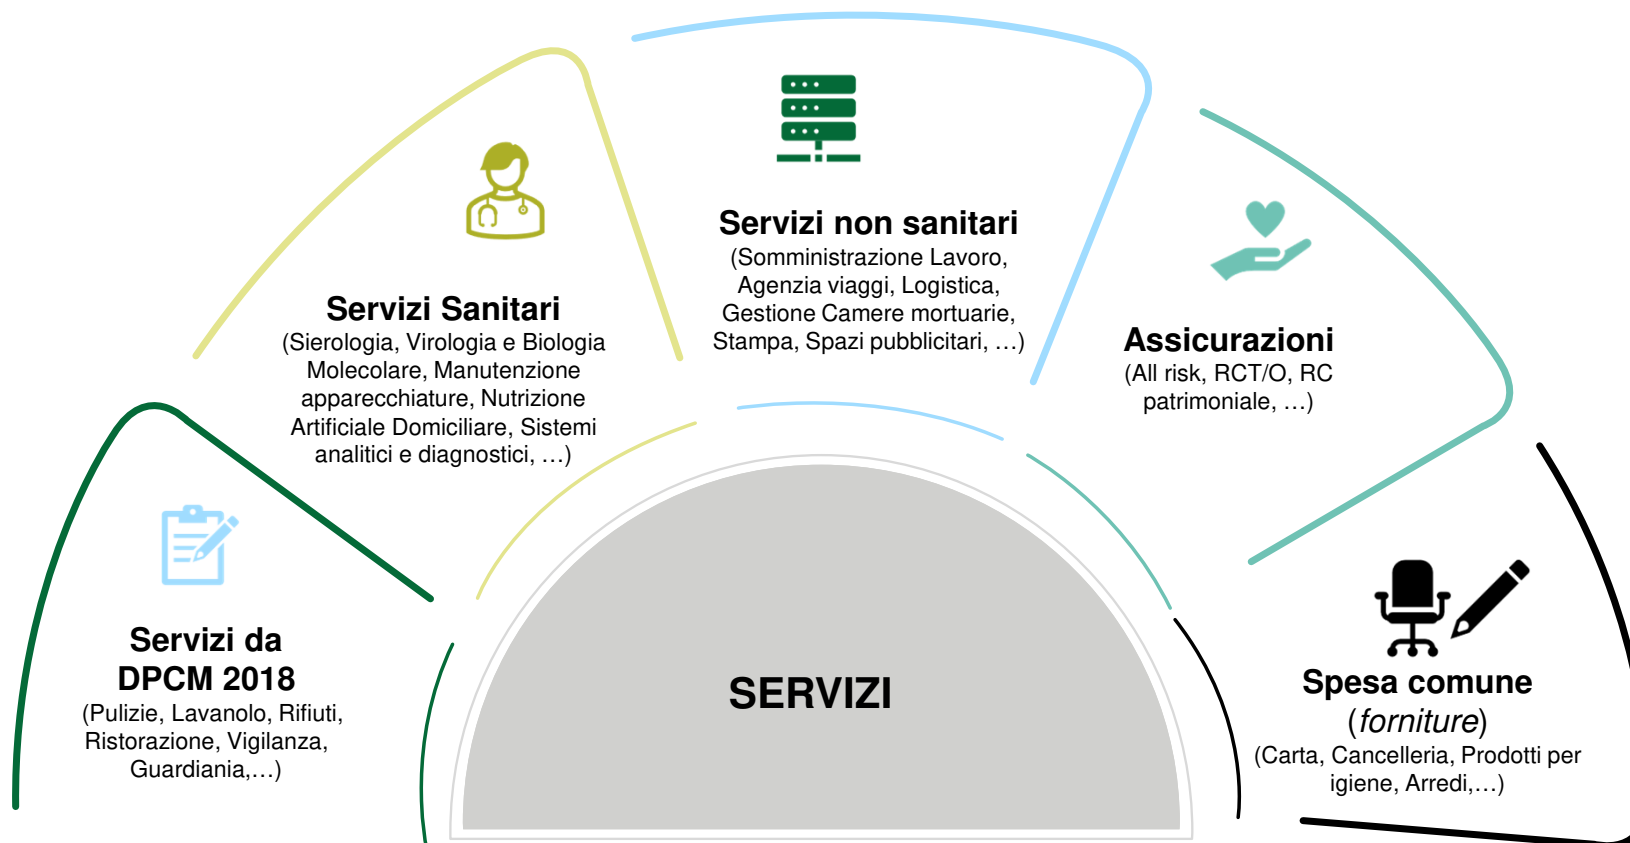 Servizi da
DPCM 2018
(Pulizie, Lavanolo, Rifiuti,
Ristorazione, Vigilanza,
Guardiania,…)
Servizi Sanitari
(Sierologia, Virologia e Biologia
Molecolare, Manutenzione
apparecchiature, Nutrizione
Artificiale Domiciliare, Sistemi
analitici e diagnostici, …)
Servizi non sanitari
(Somministrazione Lavoro,
Agenzia viaggi, Logistica,
Gestione Camere mortuarie,
Stampa, Spazi pubblicitari, …)
Assicurazioni
(All risk, RCT/O, RC
patrimoniale, …)
Spesa comune
(forniture)
(Carta, Cancelleria, Prodotti per
igiene, Arredi,…)
SERVIZI